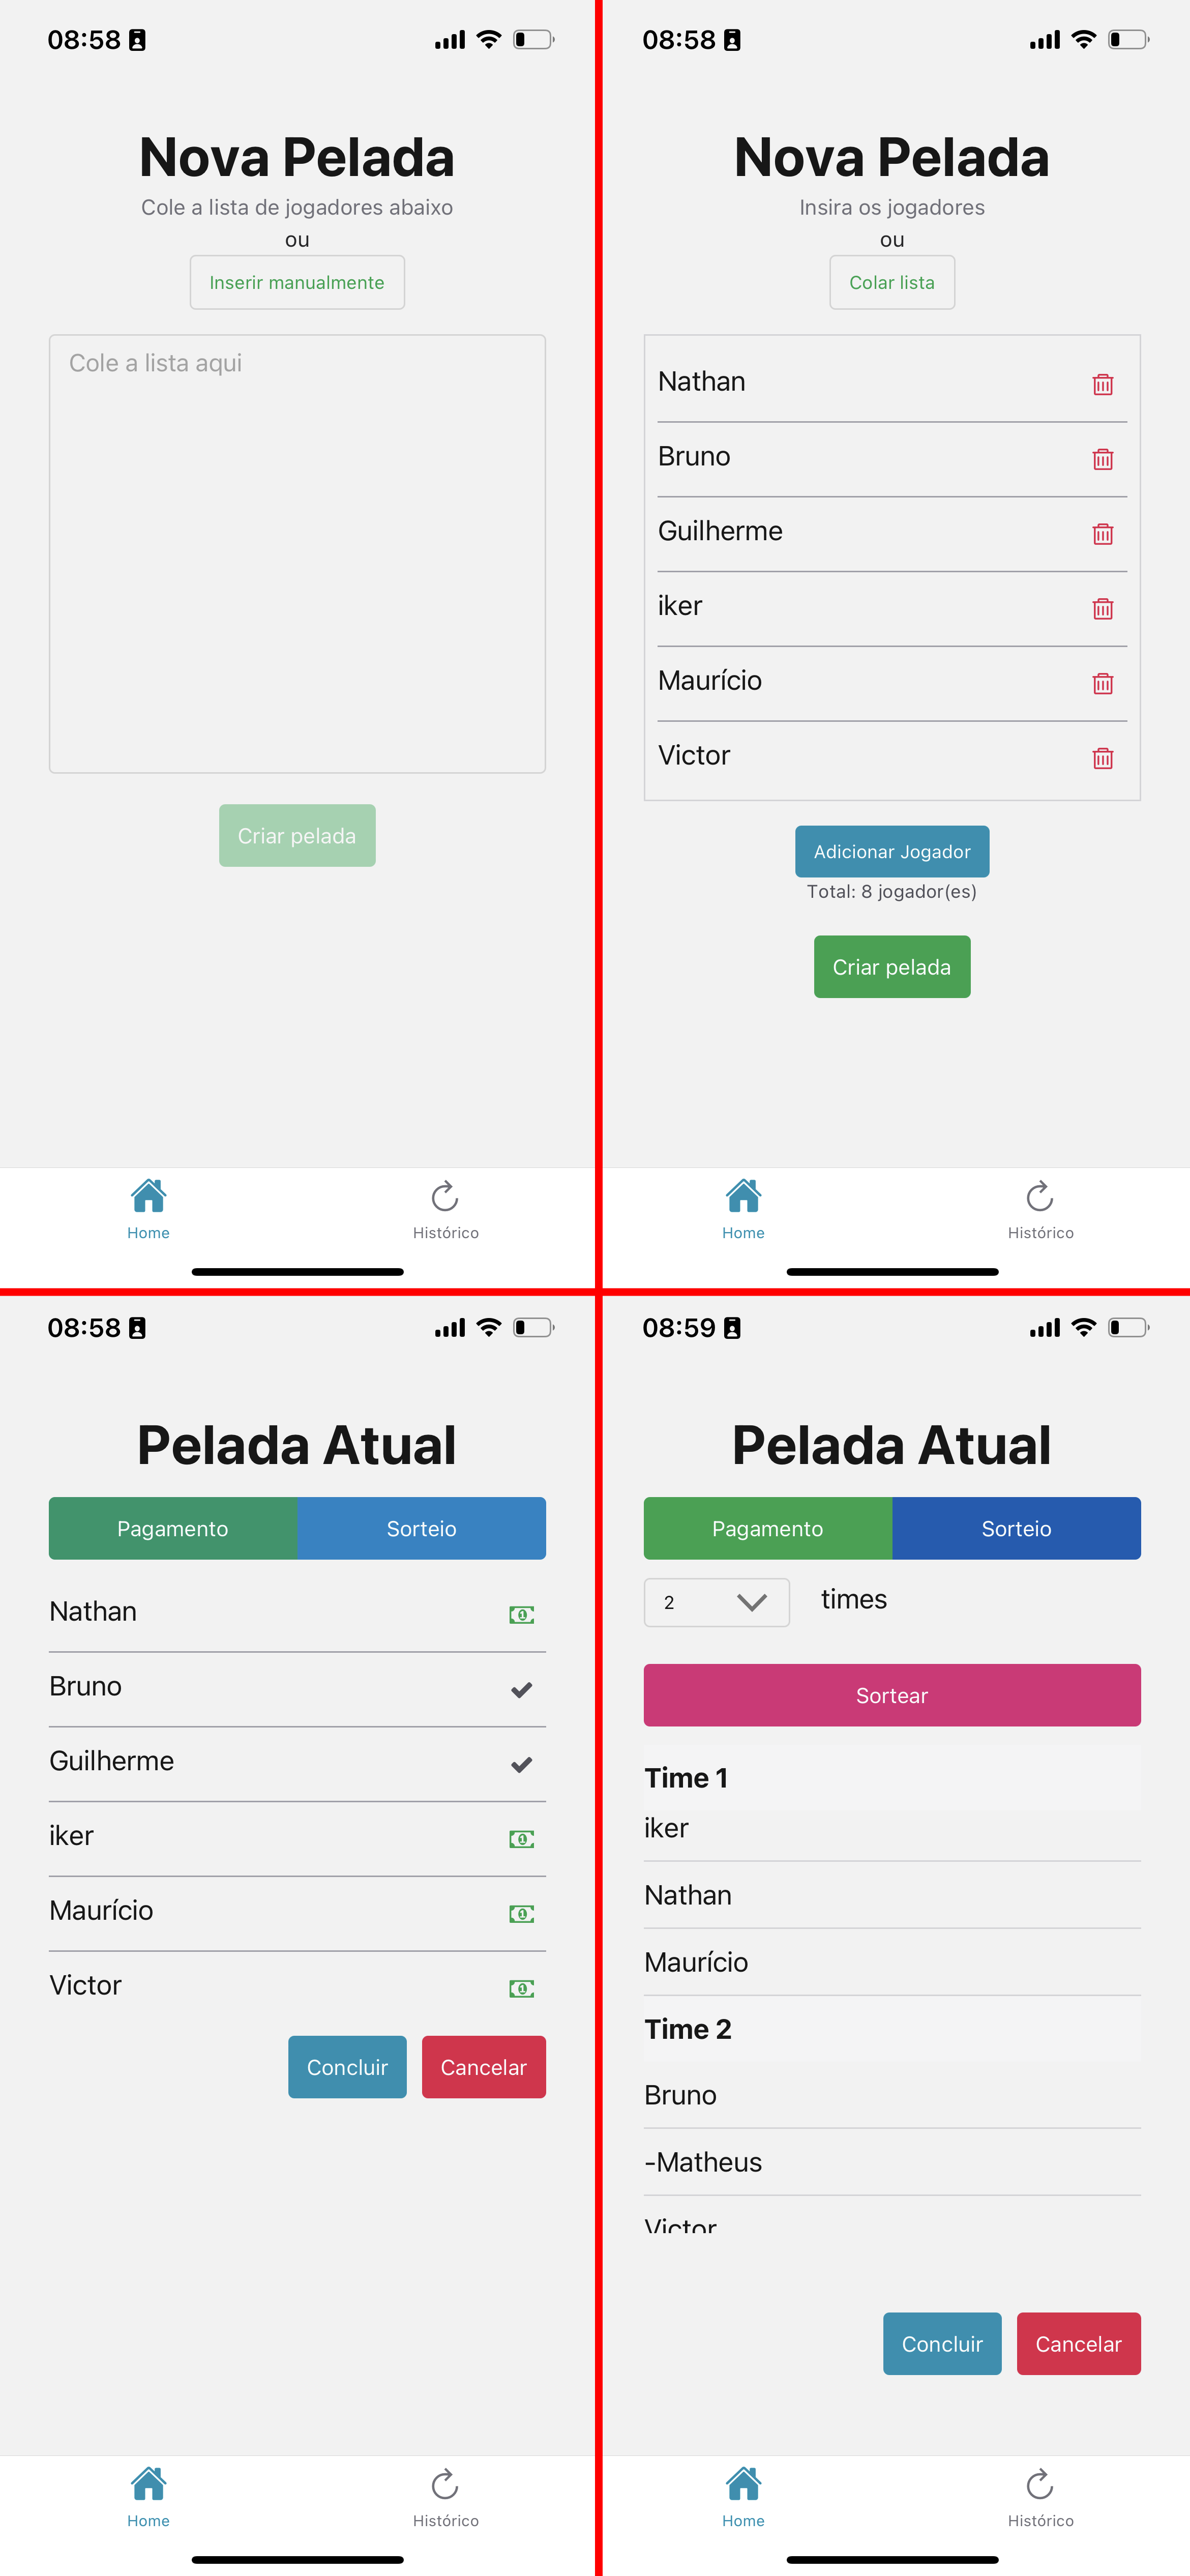 08:58
Nova Pelada
Cole a lista de jogadores abaixo
ou
Inserir manualmente
Cole a lista aqui
Criar pelada
Home
Histórico
08:58
Nova Pelada
Insira os jogadores
ou
Colar lista
Nathan
Bruno
Guilherme
iker
Maurício
Victor
Adicionar Jogador
Total: 8 jogador(es)
Criar pelada
Home
Histórico
08:58
Pelada Atual
Pagamento Sorteio
Nathan
Bruno
Guilherme
iker
Maurício
Victor
Concluir Cancelar
Home
Histórico
08:59
Pelada Atual
Pagamento Sorteio
2 times
Sortear
Time 1
iker
Nathan
Maurício
Time 2
Bruno
-Matheus
Victor
Concluir Cancelar
Home
Histórico